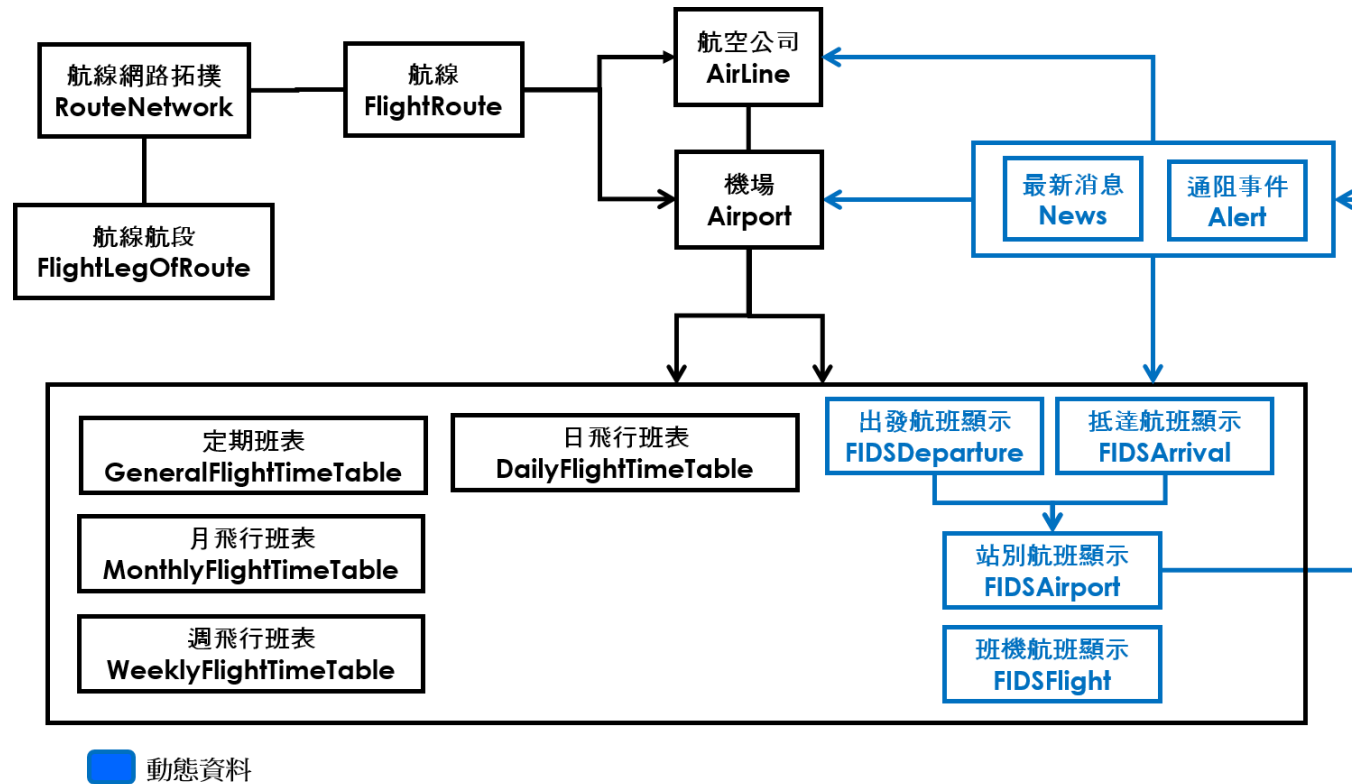 航空公司
AirLine
航線網路拓撲
RouteNetwork
航線
FlightRoute
機場
Airport
最新消息
News
通阻事件
Alert
航線航段
FlightLegOfRoute
定期班表
GeneralFlightTimeTable
日飛行班表
DailyFlightTimeTable
出發航班顯示
FIDSDeparture
抵達航班顯示
FIDSArrival
月飛行班表
MonthlyFlightTimeTable
站別航班顯示
FIDSAirport
週飛行班表
WeeklyFlightTimeTable
班機航班顯示
FIDSFlight
動態資料